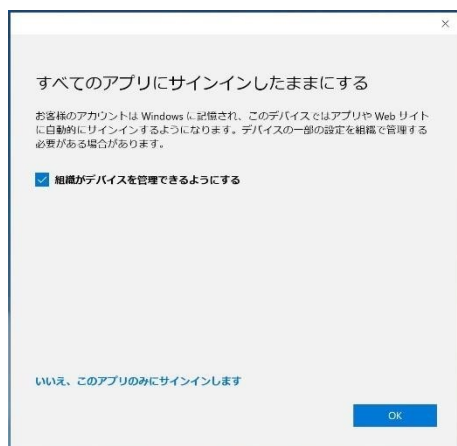 すべてのアプリにサインインしたままにする
お客様のアカウントは Windows に記憶され、このデバイスではアプリや Web サイト
に自動的にサインインするようになります。デバイスの一部の設定を組織で管理する
必要がある場合があります。
組織がデバイスを管理できるようにする
いいえ、このアプリのみにサインインします
OK